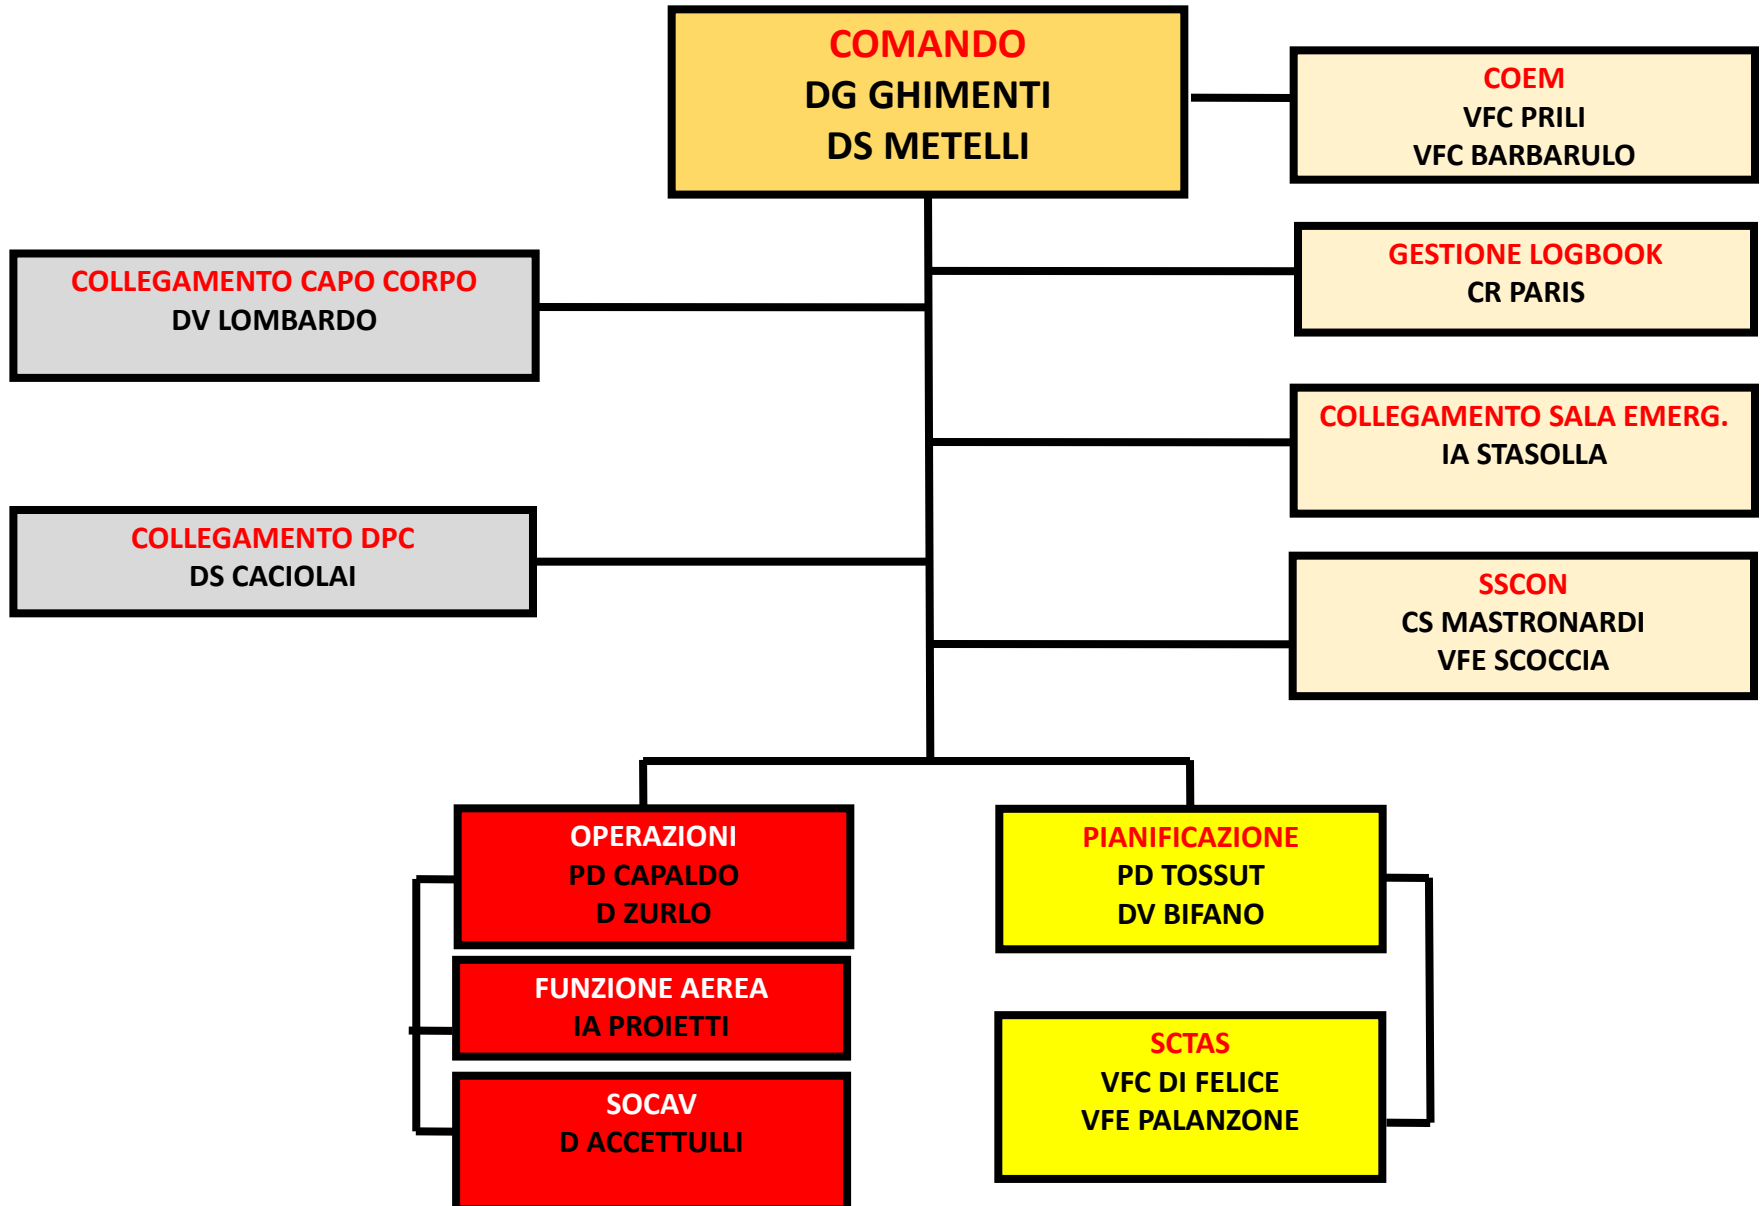 COMANDO
DG GHIMENTI
DS METELLI
COEM
VFC PRILI
VFC BARBARULO
GESTIONE LOGBOOK
CR PARIS
COLLEGAMENTO CAPO CORPO
DV LOMBARDO
COLLEGAMENTO SALA EMERG.
IA STASOLLA
COLLEGAMENTO DPC
DS CACIOLAI
SSCON
CS MASTRONARDI
VFE SCOCCIA
OPERAZIONI
PD CAPALDO
D ZURLO
FUNZIONE AEREA
IA PROIETTI
SOCAV
D ACCETTULLI
PIANIFICAZIONE
PD TOSSUT
DV BIFANO
SCTAS
VFC DI FELICE
VFE PALANZONE